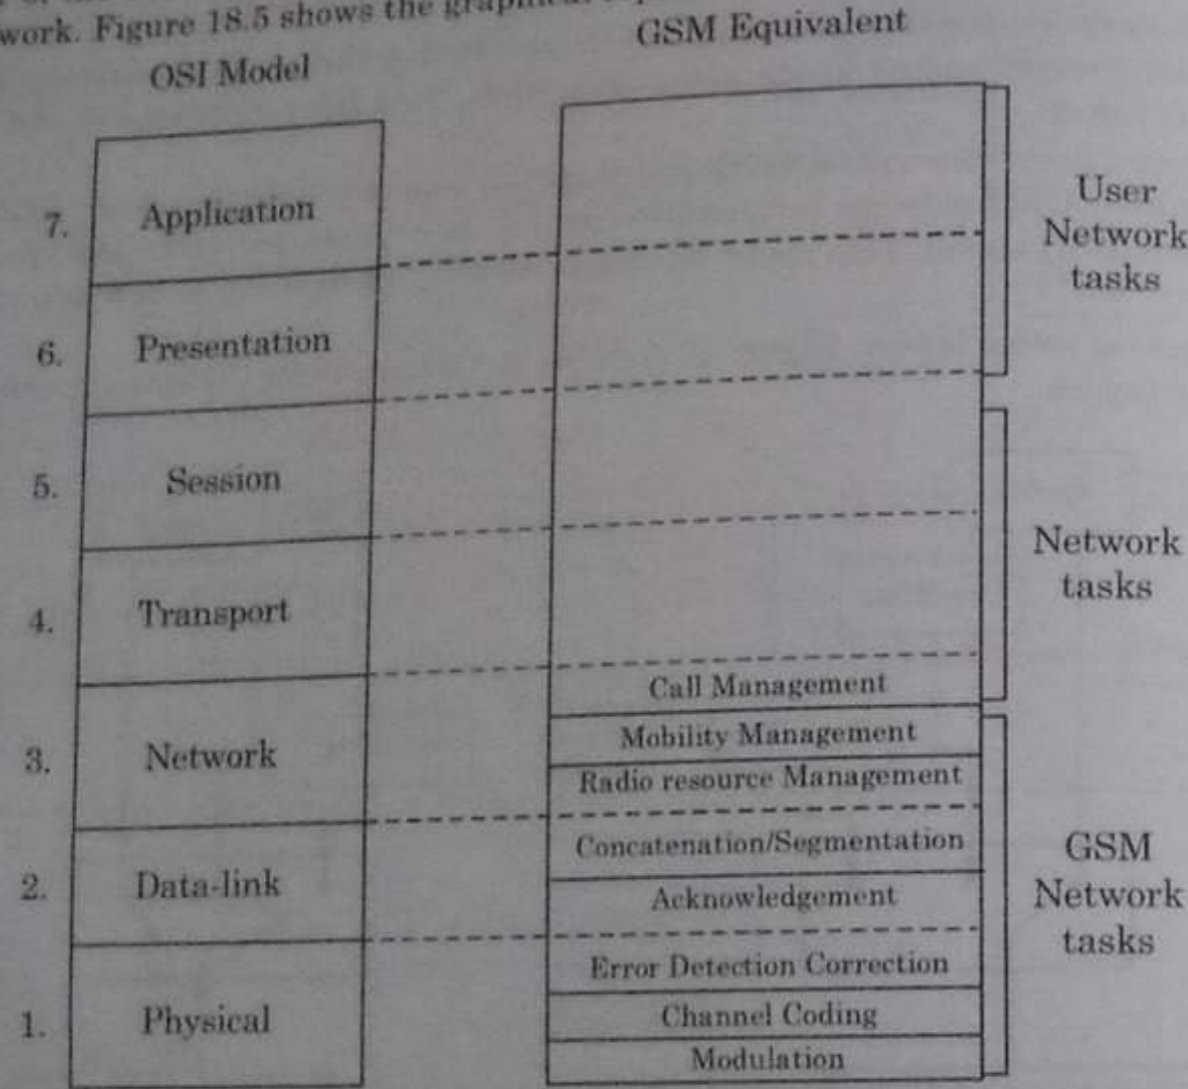 work. Figure 18.5 shows the graphical
GSM Equivalent
OSI Model
7. Application
6. Presentation
5. Session
4. Transport
3. Network
2. Data-link
1. Physical
Call Management
Mobility Management
Radio resource Management
Concatenation/Segmentation
Acknowledgement
Error Detection Correction
Channel Coding
Modulation
User
Network
tasks
Network
tasks
GSM
Network
tasks